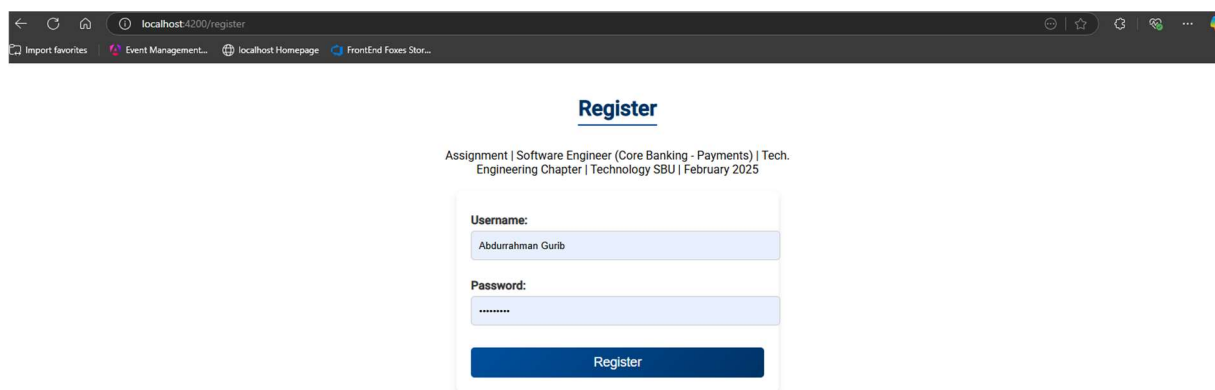 localhost:4200/register
Import favorites Event Management... localhost Homepage FrontEnd Foxes Stor...
Register
Assignment | Software Engineer (Core Banking - Payments) | Tech.
Engineering Chapter | Technology SBU | February 2025
Username:
Abdurrahman Gurib
Password:
•••••••••
Register